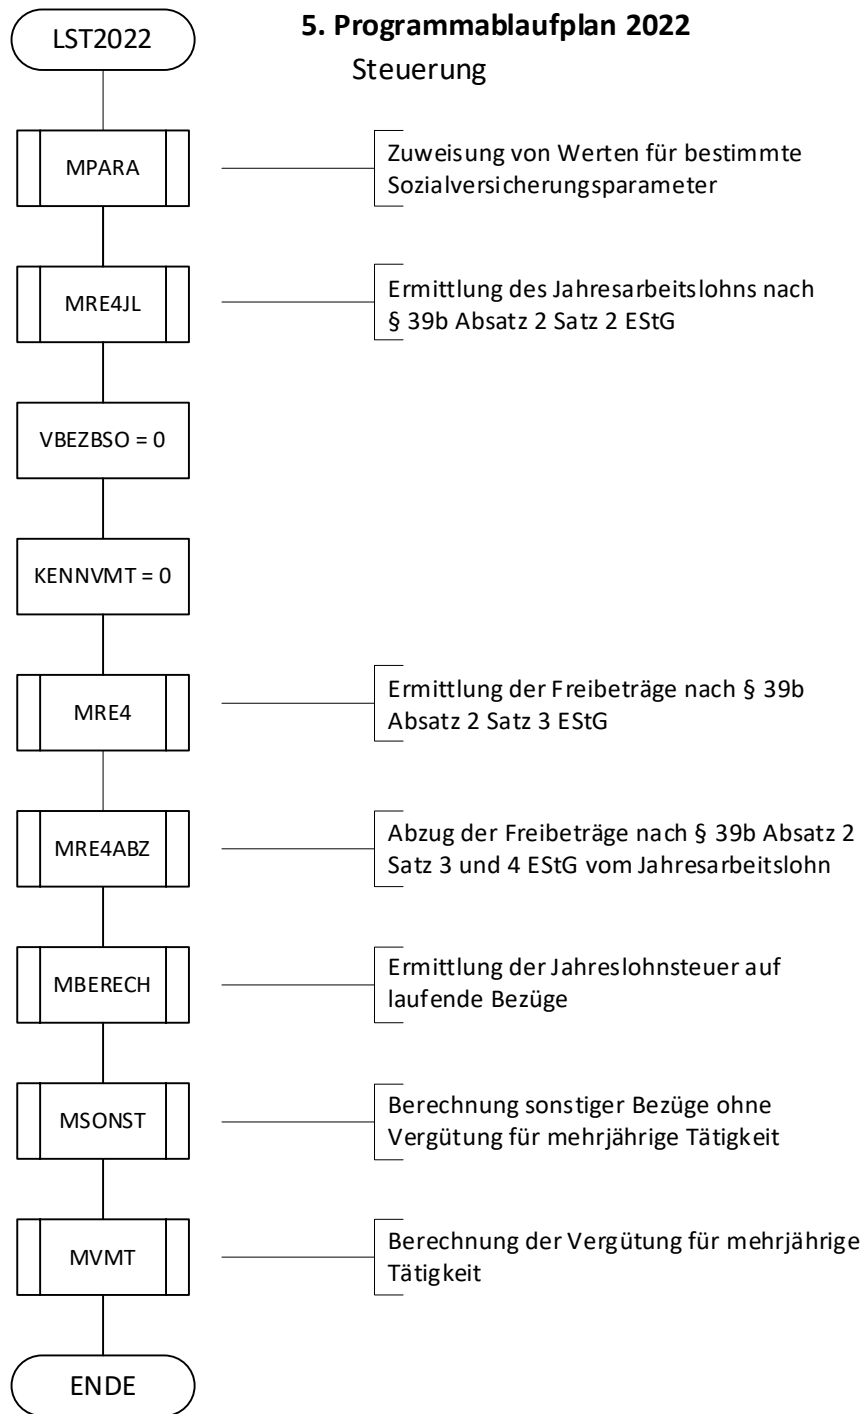 LST2022
5. Programmablaufplan 2022
Steuerung
MPARA
Zuweisung von Werten für bestimmte
Sozialversicherungsparameter
MRE4JL
Ermittlung des Jahresarbeitslohns nach
§ 39b Absatz 2 Satz 2 EStG
VBEZBSO = 0
KENNVMT = 0
MRE4
Ermittlung der Freibeträge nach § 39b
Absatz 2 Satz 3 EStG
MRE4ABZ
Abzug der Freibeträge nach § 39b Absatz 2
Satz 3 und 4 EStG vom Jahresarbeitslohn
MBERECH
Ermittlung der Jahreslohnsteuer auf
laufende Bezüge
MSONST
Berechnung sonstiger Bezüge ohne
Vergütung für mehrjährige Tätigkeit
MVMT
Berechnung der Vergütung für mehrjährige
Tätigkeit
ENDE